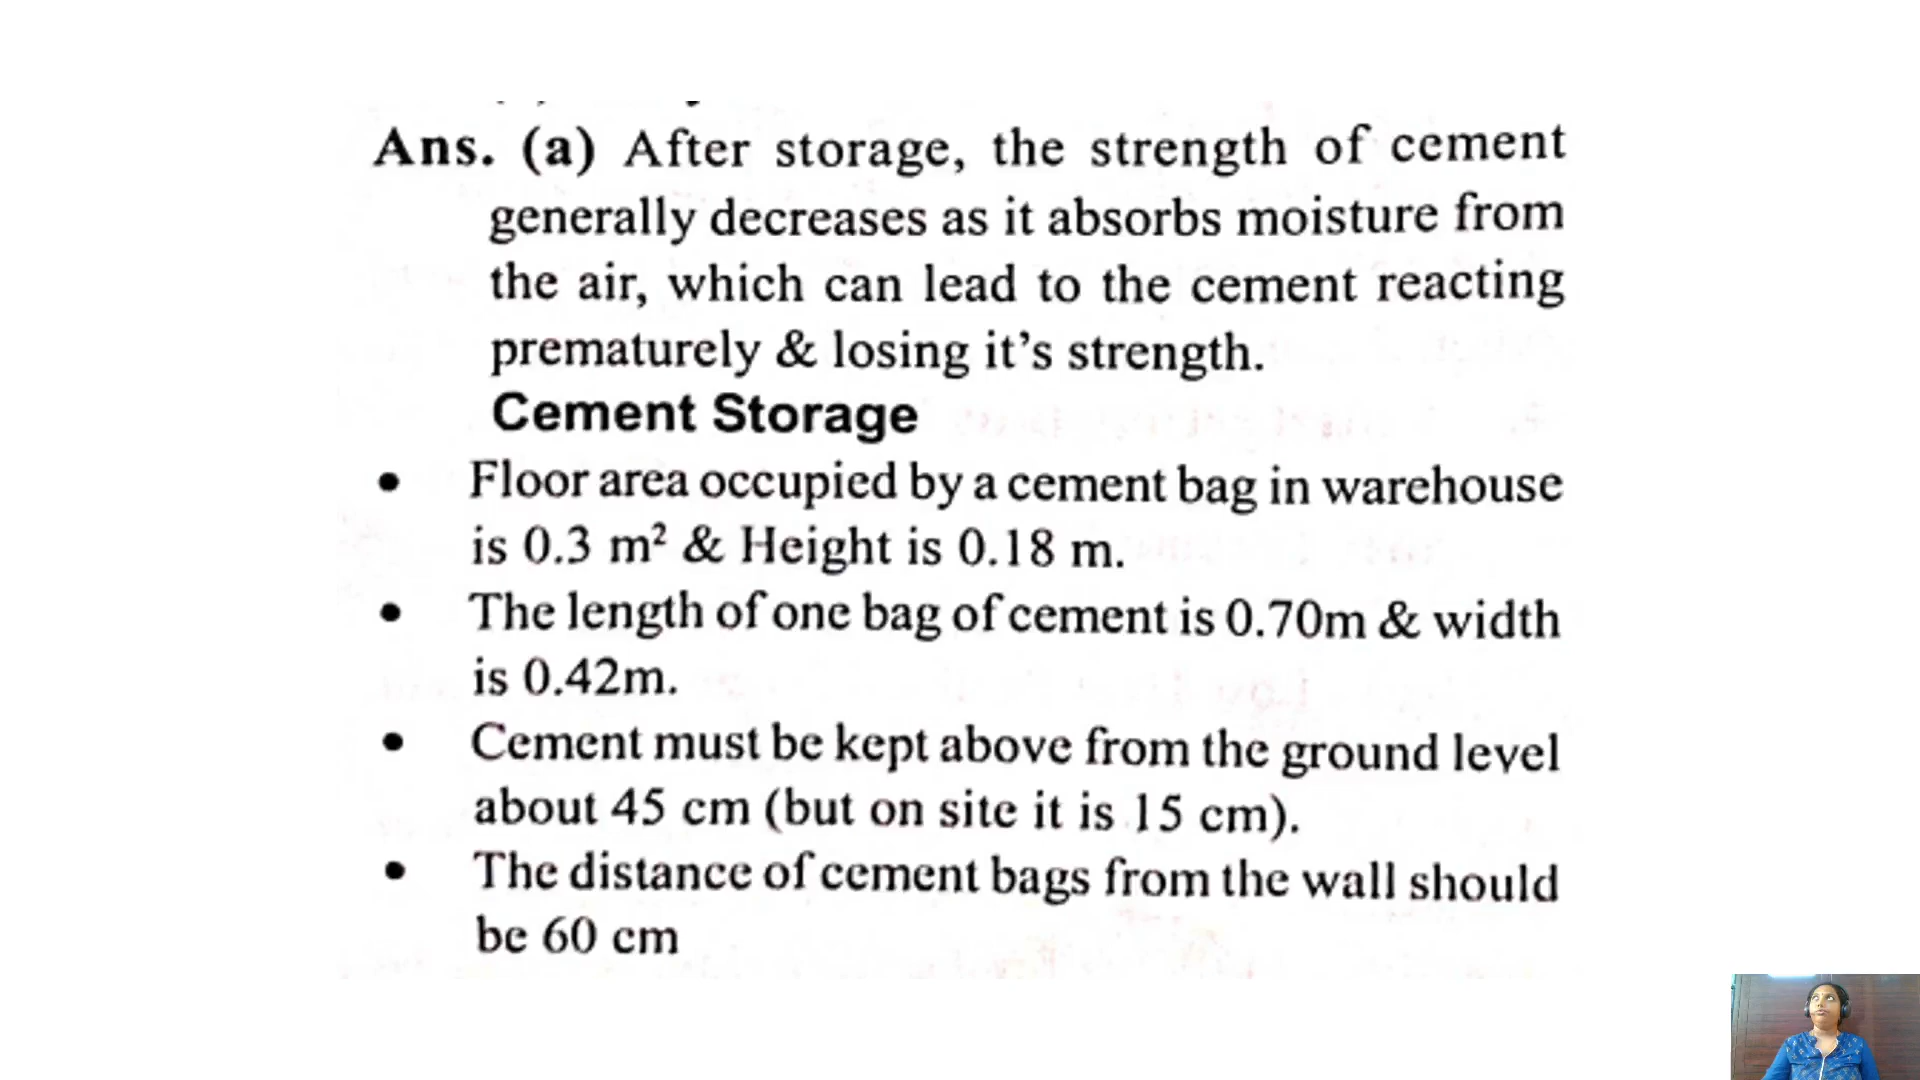 Ans. (a) After storage, the strength of cement
generally decreases as it absorbs moisture from
the air, which can lead to the cement reacting
prematurely & losing it's strength.
Cement Storage
• Floor area occupied by a cement bag in warehouse
is 0.3 m² & Height is 0.18 m.
• The length of one bag of cement is 0.70m & width
is 0.42m.
• Cement must be kept above from the ground level
about 45 cm (but on site it is 15 cm).
• The distance of cement bags from the wall should
be 60 cm